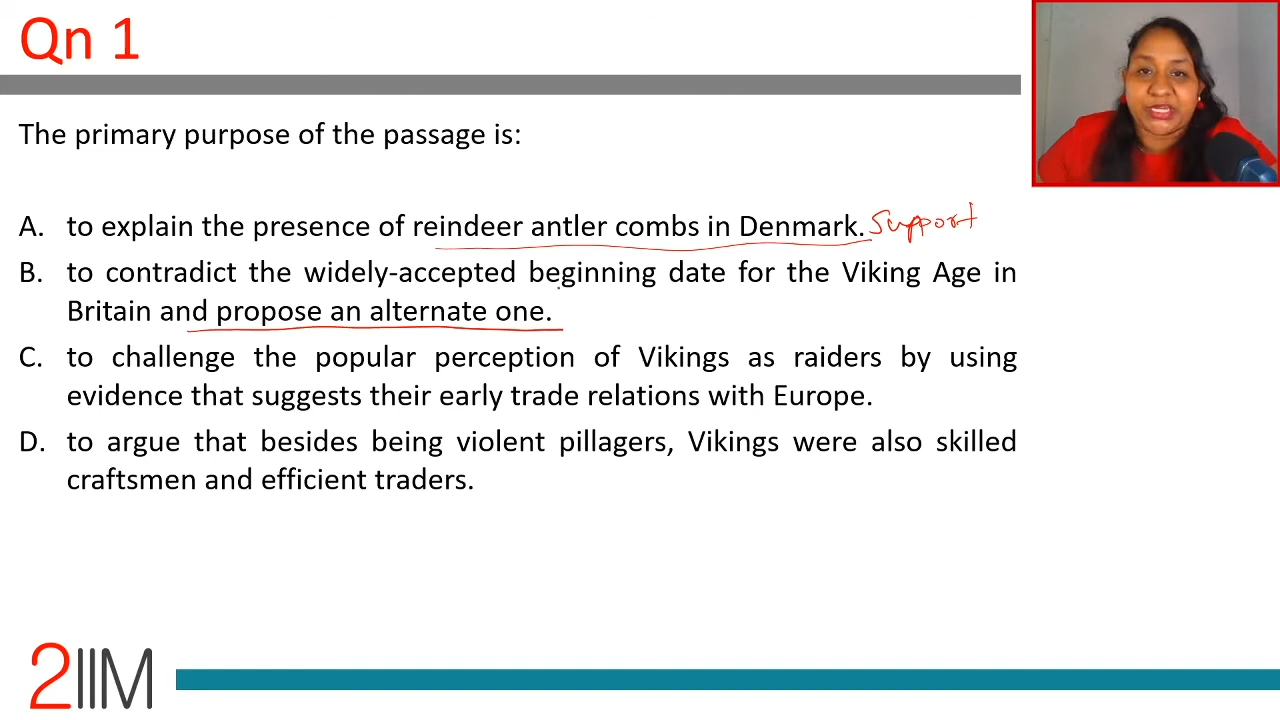 Qn 1
The primary purpose of the passage is:
A. to explain the presence of reindeer antler combs in Denmark. Support
B. to contradict the widely-accepted beginning date for the Viking Age in
Britain and propose an alternate one.
C. to challenge the popular perception of Vikings as raiders by using
evidence that suggests their early trade relations with Europe.
D. to argue that besides being violent pillagers, Vikings were also skilled
craftsmen and efficient traders.
2IIM